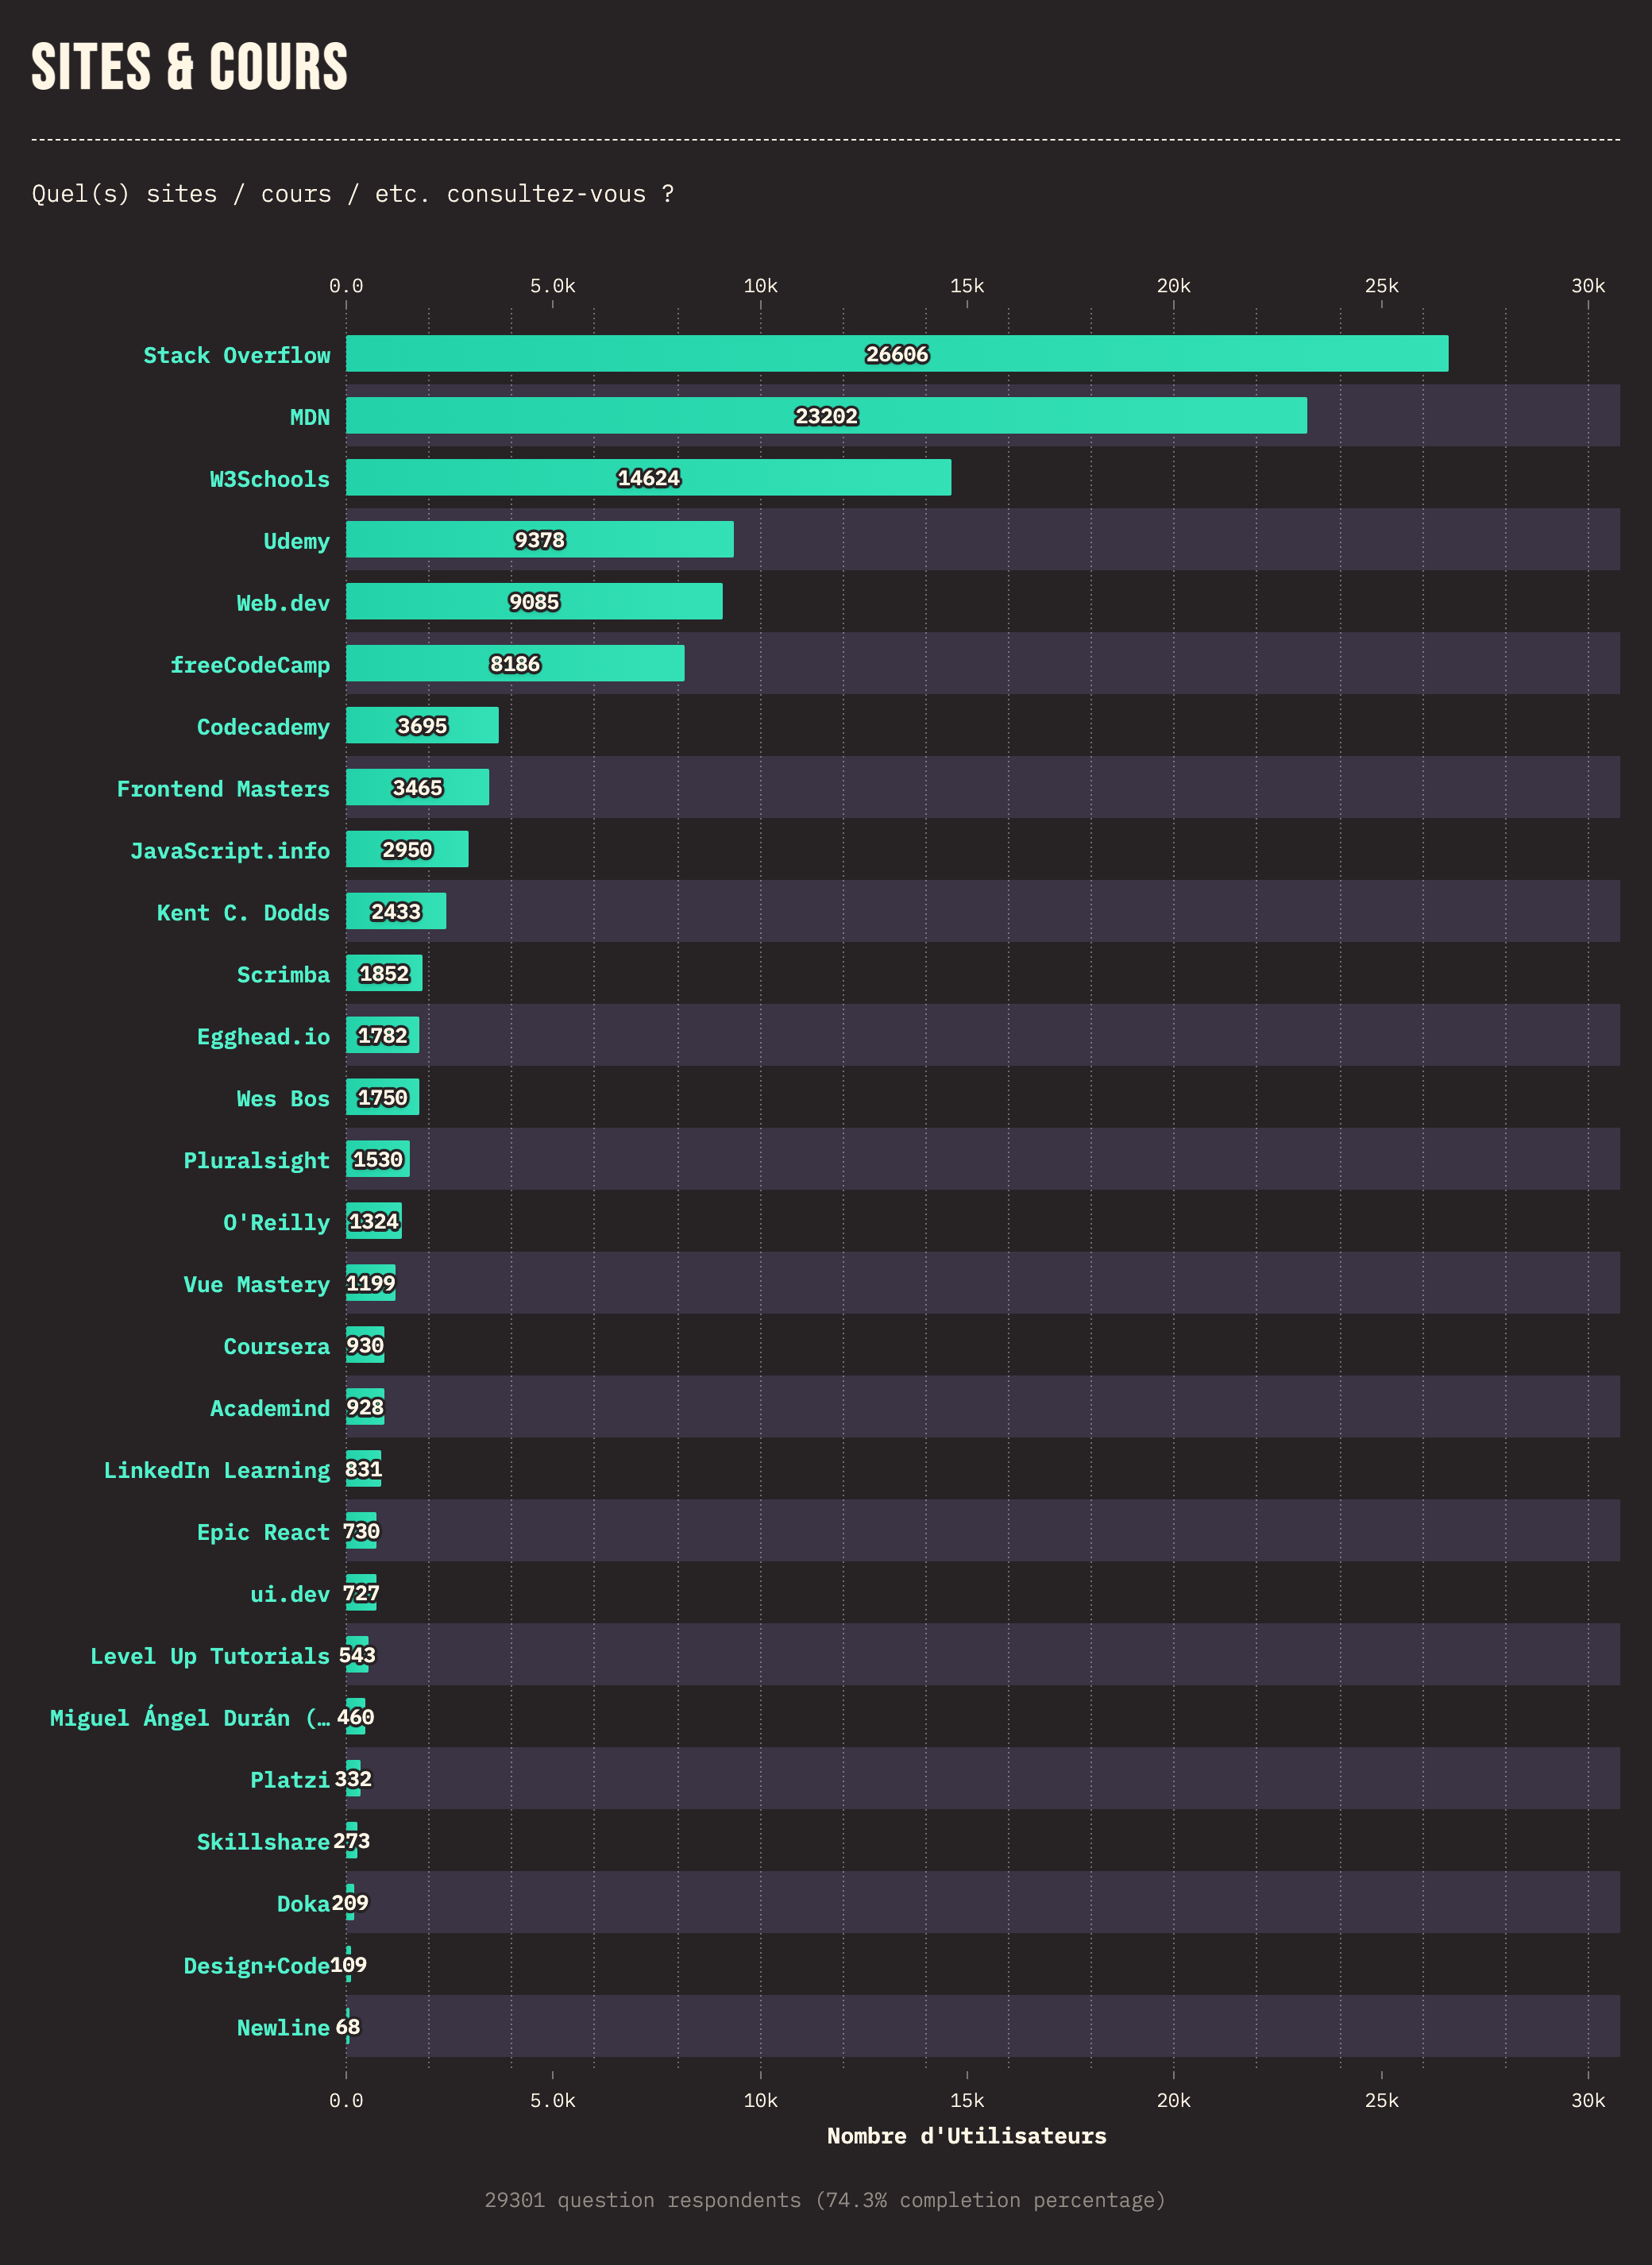 SITES & COURS
Quel(s) sites / cours / etc. consultez-vous ?
0.0 5.0k 10k 15k 20k 25k 30k
Stack Overflow 26606
MDN 23202
W3Schools 14624
Udemy 9378
Web.dev 9085
freeCodeCamp 8186
Codecademy 3695
Frontend Masters 3465
JavaScript.info 2950
Kent C. Dodds 2433
Scrimba 1852
Egghead.io 1782
Wes Bos 1750
Pluralsight 1530
O'Reilly 1324
Vue Mastery 1199
Coursera 930
Academind 928
LinkedIn Learning 831
Epic React 730
ui.dev 727
Level Up Tutorials 543
Miguel Ángel Durán (… 460
Platzi 332
Skillshare 273
Doka 209
Design+Code 109
Newline 68
0.0 5.0k 10k 15k 20k 25k 30k
Nombre d'Utilisateurs
29301 question respondents (74.3% completion percentage)